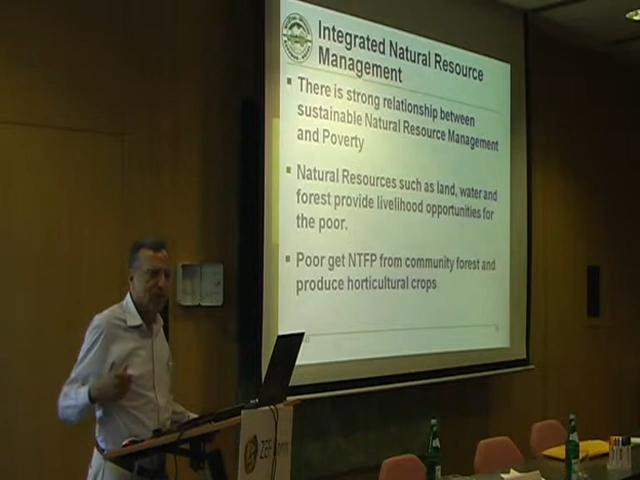 Integrated Natural Resource
Management
There is strong relationship between
sustainable Natural Resource Management
and Poverty
Natural Resources such as land, water and
forest provide livelihood opportunities for
the poor.
Poor get NTFP from community forest and
produce horticultural crops
ZEF